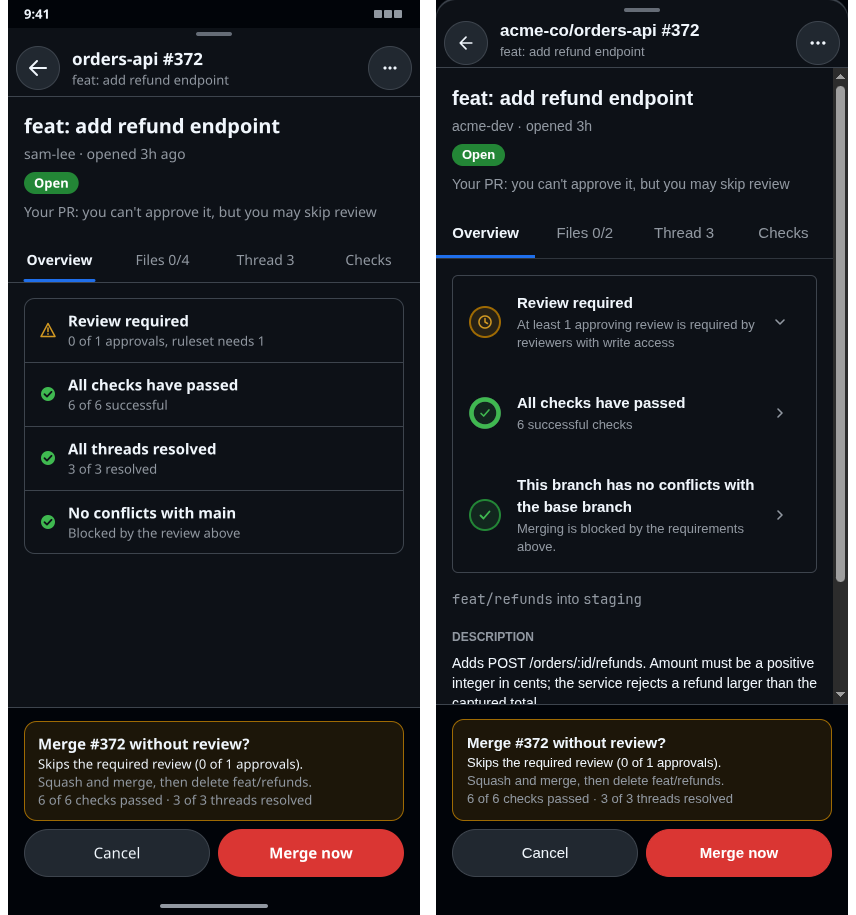 9:41
orders-api #372
feat: add refund endpoint
feat: add refund endpoint
sam-lee · opened 3h ago
Open
Your PR: you can't approve it, but you may skip review
Overview
Files 0/4
Thread 3
Checks
Review required
0 of 1 approvals, ruleset needs 1
All checks have passed
6 of 6 successful
All threads resolved
3 of 3 resolved
No conflicts with main
Blocked by the review above
Merge #372 without review?
Skips the required review (0 of 1 approvals).
Squash and merge, then delete feat/refunds.
6 of 6 checks passed · 3 of 3 threads resolved
Cancel
Merge now
acme-co/orders-api #372
feat: add refund endpoint
feat: add refund endpoint
acme-dev · opened 3h
Open
Your PR: you can't approve it, but you may skip review
Overview
Files 0/2
Thread 3
Checks
Review required
At least 1 approving review is required by
reviewers with write access
All checks have passed
6 successful checks
This branch has no conflicts with
the base branch
Merging is blocked by the requirements
above.
feat/refunds into staging
DESCRIPTION
Adds POST /orders/:id/refunds. Amount must be a positive
integer in cents; the service rejects a refund larger than the
captured total.
Merge #372 without review?
Skips the required review (0 of 1 approvals).
Squash and merge, then delete feat/refunds.
6 of 6 checks passed · 3 of 3 threads resolved
Cancel
Merge now